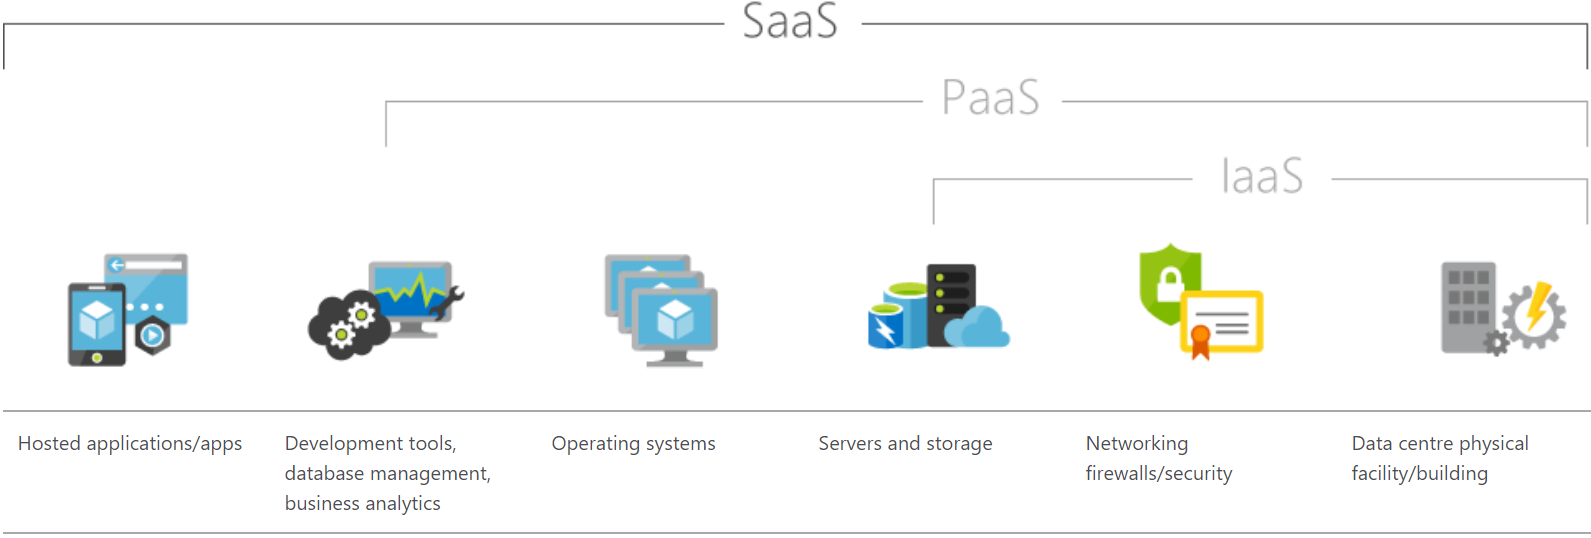 SaaS
PaaS
IaaS
Hosted applications/apps
Development tools,
database management,
business analytics
Operating systems
Servers and storage
Networking
firewalls/security
Data centre physical
facility/building